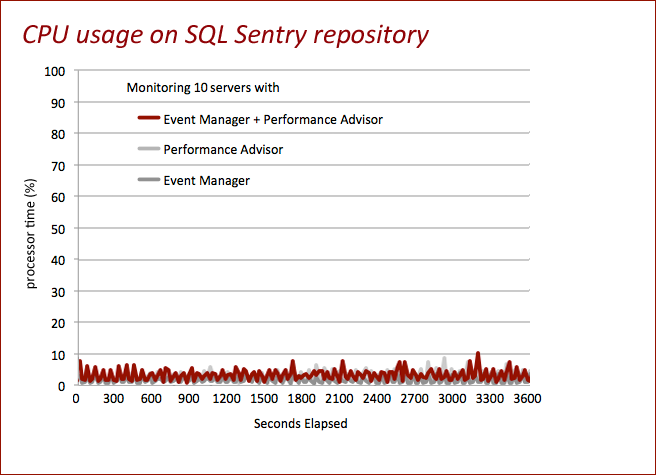 CPU usage on SQL Sentry repository
Monitoring 10 servers with
Event Manager + Performance Advisor
Performance Advisor
Event Manager
processor time (%)
100
90
80
70
60
50
40
30
20
10
0
0 300 600 900 1200 1500 1800 2100 2400 2700 3000 3300 3600
Seconds Elapsed